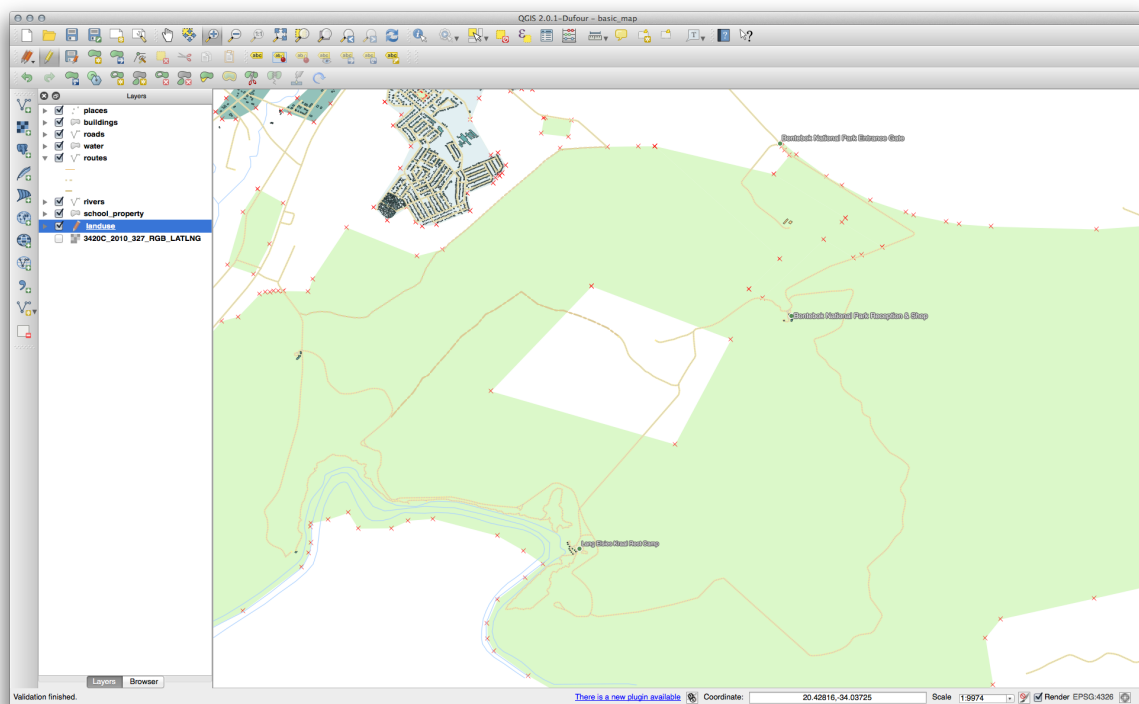 QGIS 2.0.1-Dufour - basic_map
Layers
places
buildings
roads
water
routes
rivers
school_property
landuse
3420C_2010_327_RGB_LATLNG
Bontebok National Park Entrance Gate
Bontebok National Park Reception & Shop
Lang Elsies Kraal Rest Camp
Layers
Browser
Validation finished.
There is a new plugin available
Coordinate:
20.42816,-34.03725
Scale
1:9974
Render
EPSG:4326